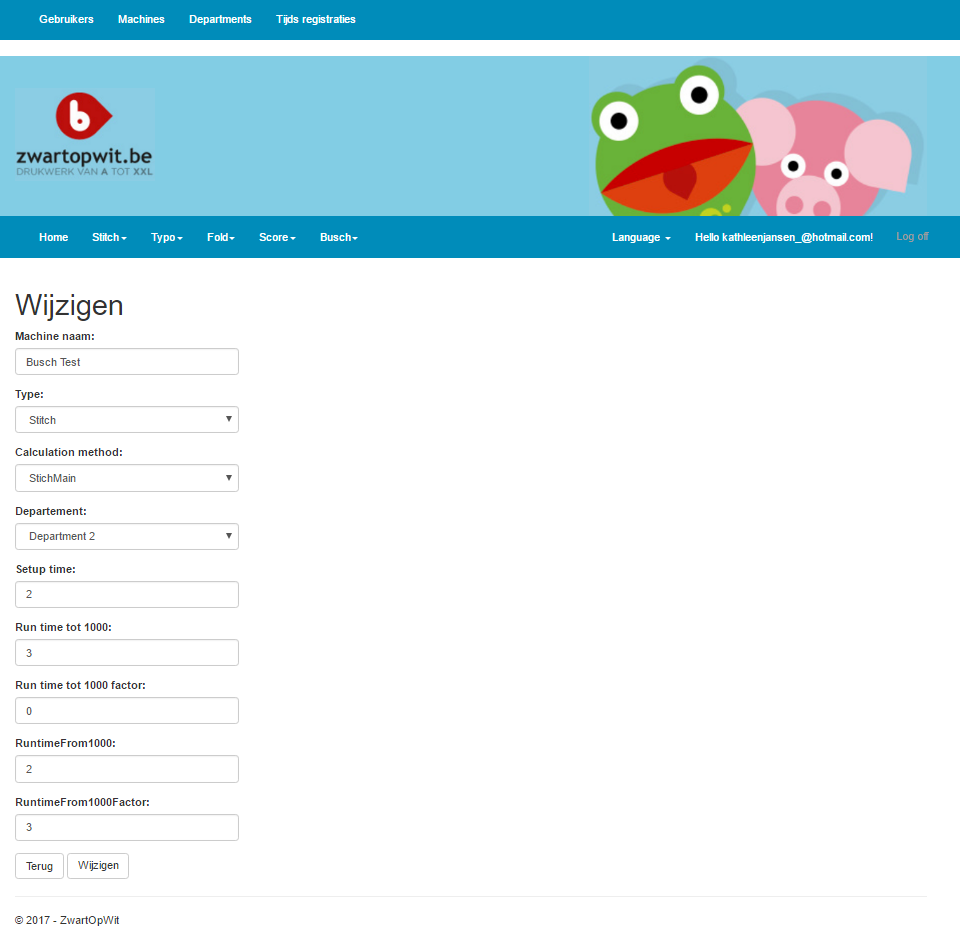 Gebruikers Machines Departments Tijds registraties
b
zwartopwit.be
DRUKWERK VAN A TOT XXL
Home Stitch Typo Fold Score Busch Language Hello kathleenjansen_@hotmail.com! Log off
Wijzigen
Machine naam:
Busch Test
Type:
Stitch
Calculation method:
StichMain
Departement:
Department 2
Setup time:
2
Run time tot 1000:
3
Run time tot 1000 factor:
0
RuntimeFrom1000:
2
RuntimeFrom1000Factor:
3
Terug Wijzigen
© 2017 - ZwartOpWit